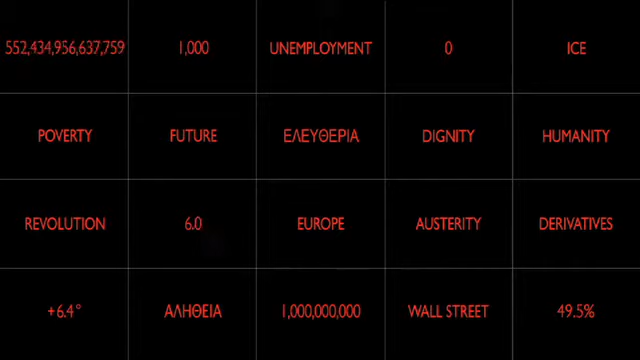 552,434,956,637,759 1,000 UNEMPLOYMENT 0 ICE
POVERTY FUTURE ΕΛΕΥΘΕΡΙΑ DIGNITY HUMANITY
REVOLUTION 6.0 EUROPE AUSTERITY DERIVATIVES
+6.4° ΑΛΗΘΕΙΑ 1,000,000,000 WALL STREET 49.5%